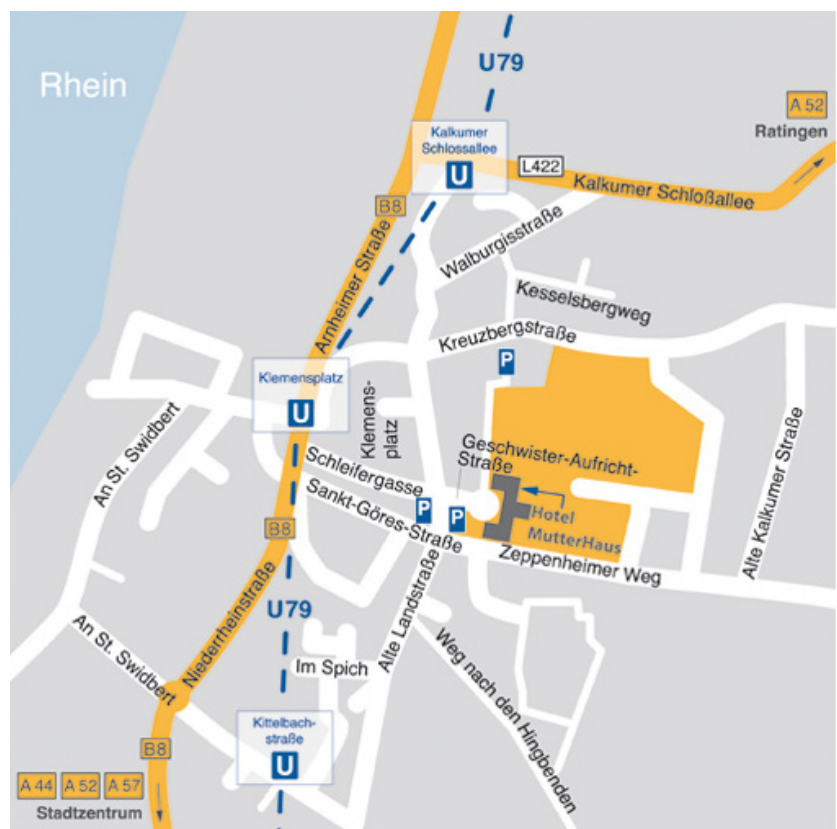 U79
Rhein
A 52
Ratingen
Kalkumer
Schlossallee
U
L422
Kalkumer Schloßallee
B8
Walburgisstraße
Arnheimer Straße
Kesselsbergweg
Kreuzbergstraße
P
Klemensplatz
U
Klemens-
platz
An St. Swidbert
Geschwister-Aufricht-
Straße
Schleifergasse
Sankt-Göres-Straße
P
P
Hotel
MutterHaus
B8
Zeppenheimer Weg
Alte Kalkumer Straße
U79
Niederrheinstraße
Alte Landstraße
An St. Swidbert
Im Spich
Weg nach den Hingbenden
Kittelbach-
straße
U
B8
A 44 A 52 A 57
Stadtzentrum